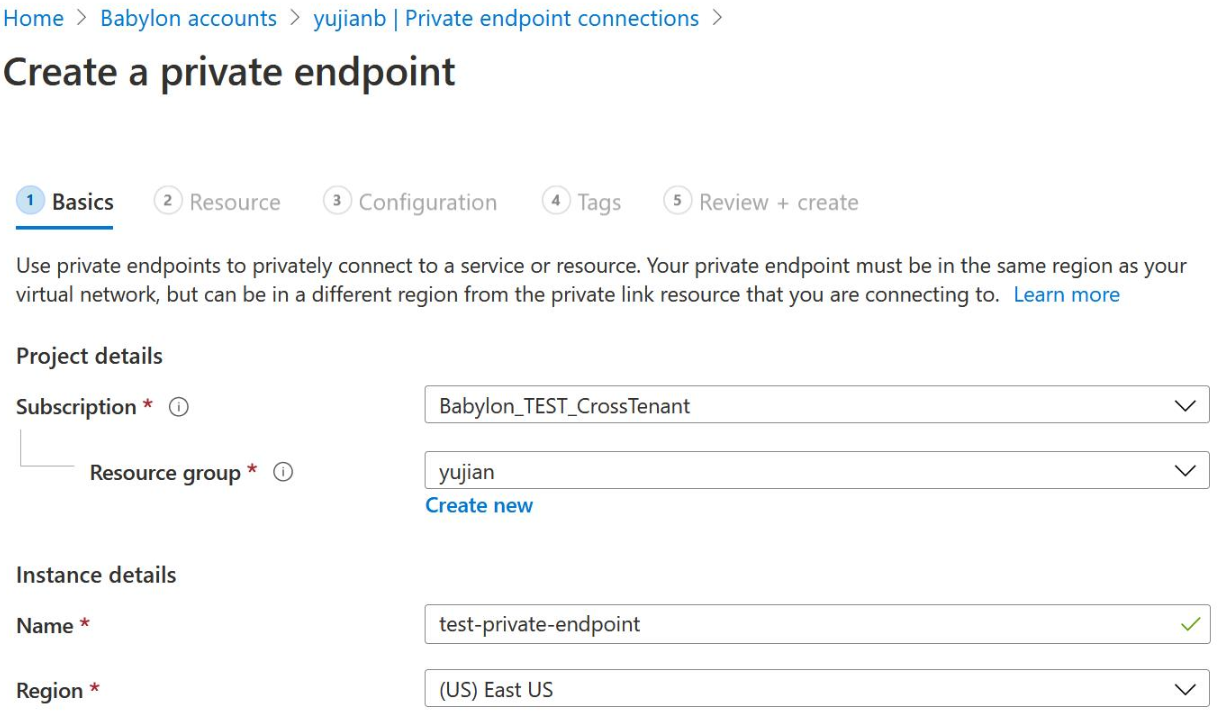 Home > Babylon accounts > yujianb | Private endpoint connections >
Create a private endpoint
1 Basics 2 Resource 3 Configuration 4 Tags 5 Review + create
Use private endpoints to privately connect to a service or resource. Your private endpoint must be in the same region as your
virtual network, but can be in a different region from the private link resource that you are connecting to. Learn more
Project details
Subscription * Babylon_TEST_CrossTenant
Resource group * yujian
Create new
Instance details
Name * test-private-endpoint
Region * (US) East US